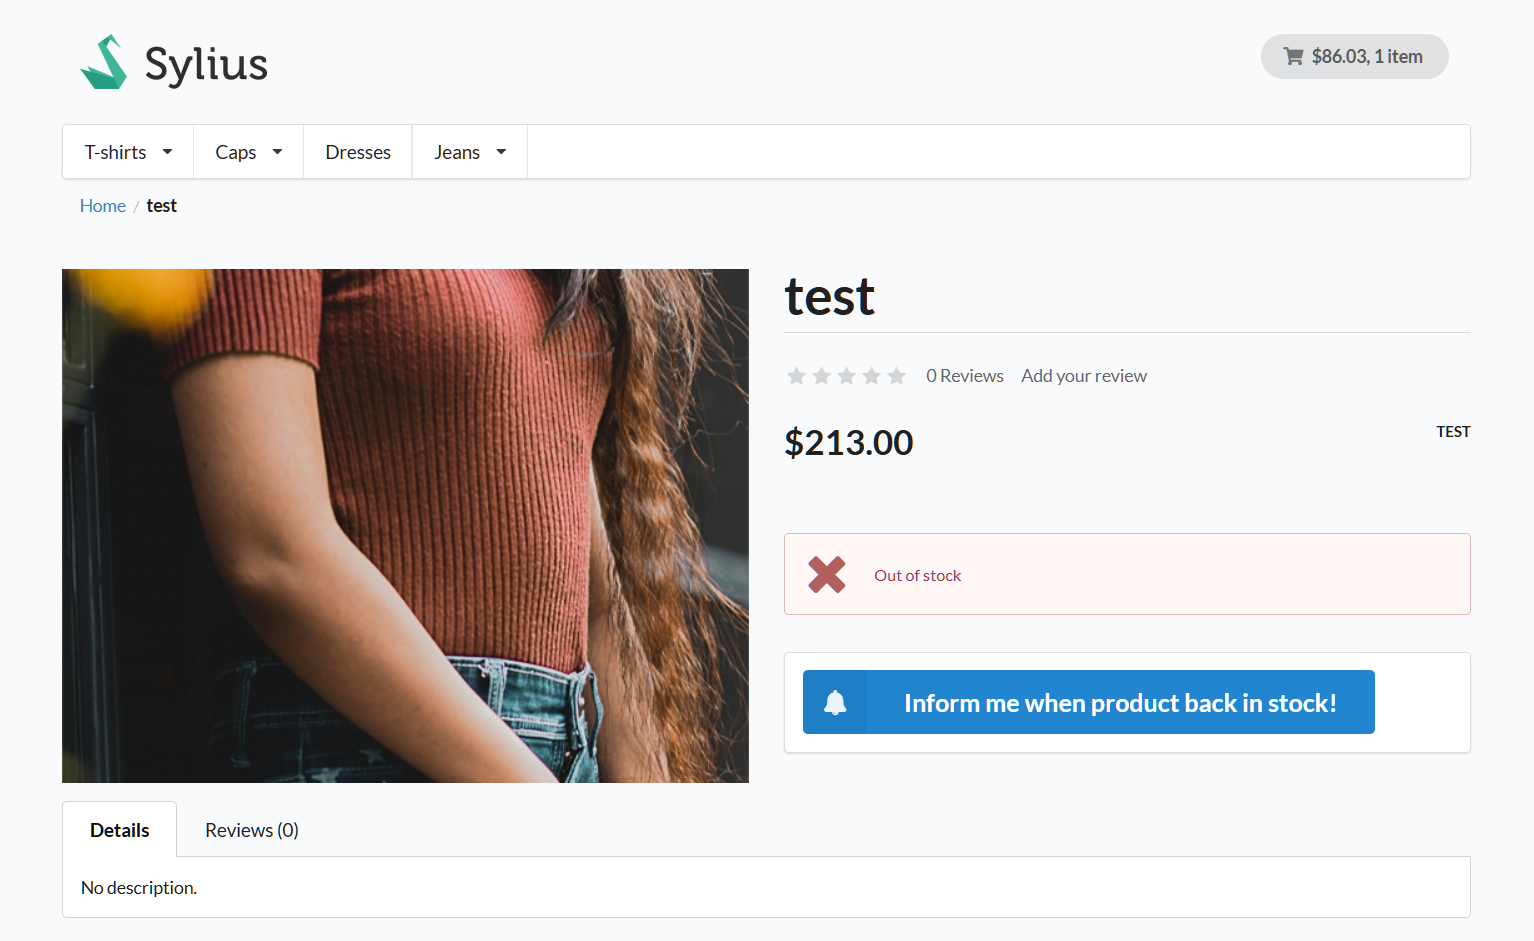 Sylius
$86.03, 1 item
T-shirts Caps Dresses Jeans
Home / test
test
0 Reviews Add your review
$213.00 TEST
Out of stock
Inform me when product back in stock!
Details Reviews (0)
No description.